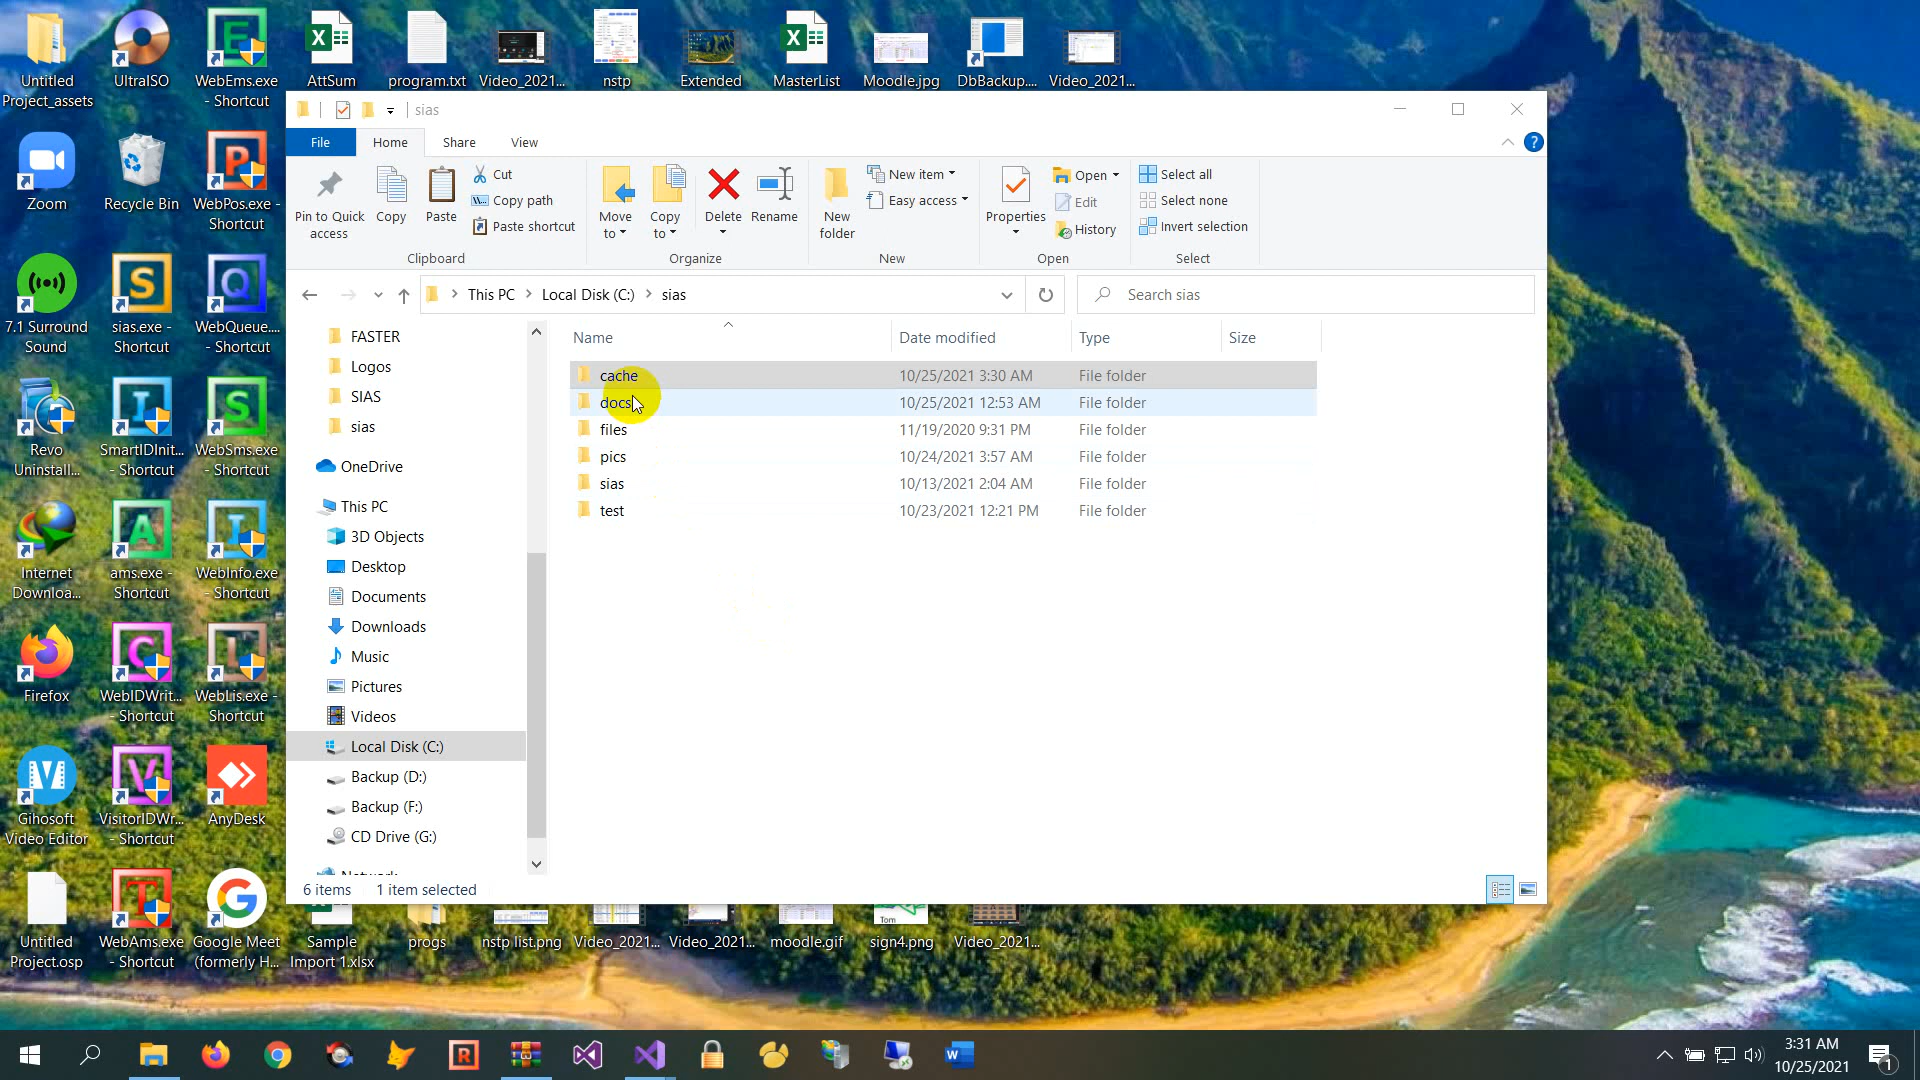 Untitled
Project_assets
UltraISO
WebEms.exe
- Shortcut
AttSum
program.txt
Video_2021...
nstp
Extended
MasterList
Moodle.jpg
DbBackup....
Video_2021...
sias
File
Home
Share
View
Pin to Quick
access
Copy
Paste
Cut
Copy path
Paste shortcut
Clipboard
Move
to
Copy
to
Delete
Rename
Organize
New
folder
New item
Easy access
New
Properties
Open
Edit
History
Open
Select all
Select none
Invert selection
Select
This PC
Local Disk (C:)
sias
Search sias
Zoom
Recycle Bin
WebPos.exe -
Shortcut
7.1 Surround
Sound
sias.exe -
Shortcut
WebQueue....
- Shortcut
Revo
Uninstall...
SmartIDInit...
- Shortcut
WebSms.exe
- Shortcut
Internet
Downloa...
ams.exe -
Shortcut
WebInfo.exe
- Shortcut
Firefox
WebIDWrit...
- Shortcut
WebLis.exe -
Shortcut
Gihosoft
Video Editor
VisitorIDWr...
- Shortcut
AnyDesk
Untitled
Project.osp
WebAms.exe
- Shortcut
Google Meet
(formerly H...
Sample
Import 1.xlsx
progs
nstp list.png
Video_2021...
Video_2021...
moodle.gif
Tom
sign4.png
Video_2021...
FASTER
Logos
SIAS
sias
OneDrive
This PC
3D Objects
Desktop
Documents
Downloads
Music
Pictures
Videos
Local Disk (C:)
Backup (D:)
Backup (F:)
CD Drive (G:)
Name
Date modified
Type
Size
cache 10/25/2021 3:30 AM File folder
docs 10/25/2021 12:53 AM File folder
files 11/19/2020 9:31 PM File folder
pics 10/24/2021 3:57 AM File folder
sias 10/13/2021 2:04 AM File folder
test 10/23/2021 12:21 PM File folder
6 items
1 item selected
3:31 AM
10/25/2021
1